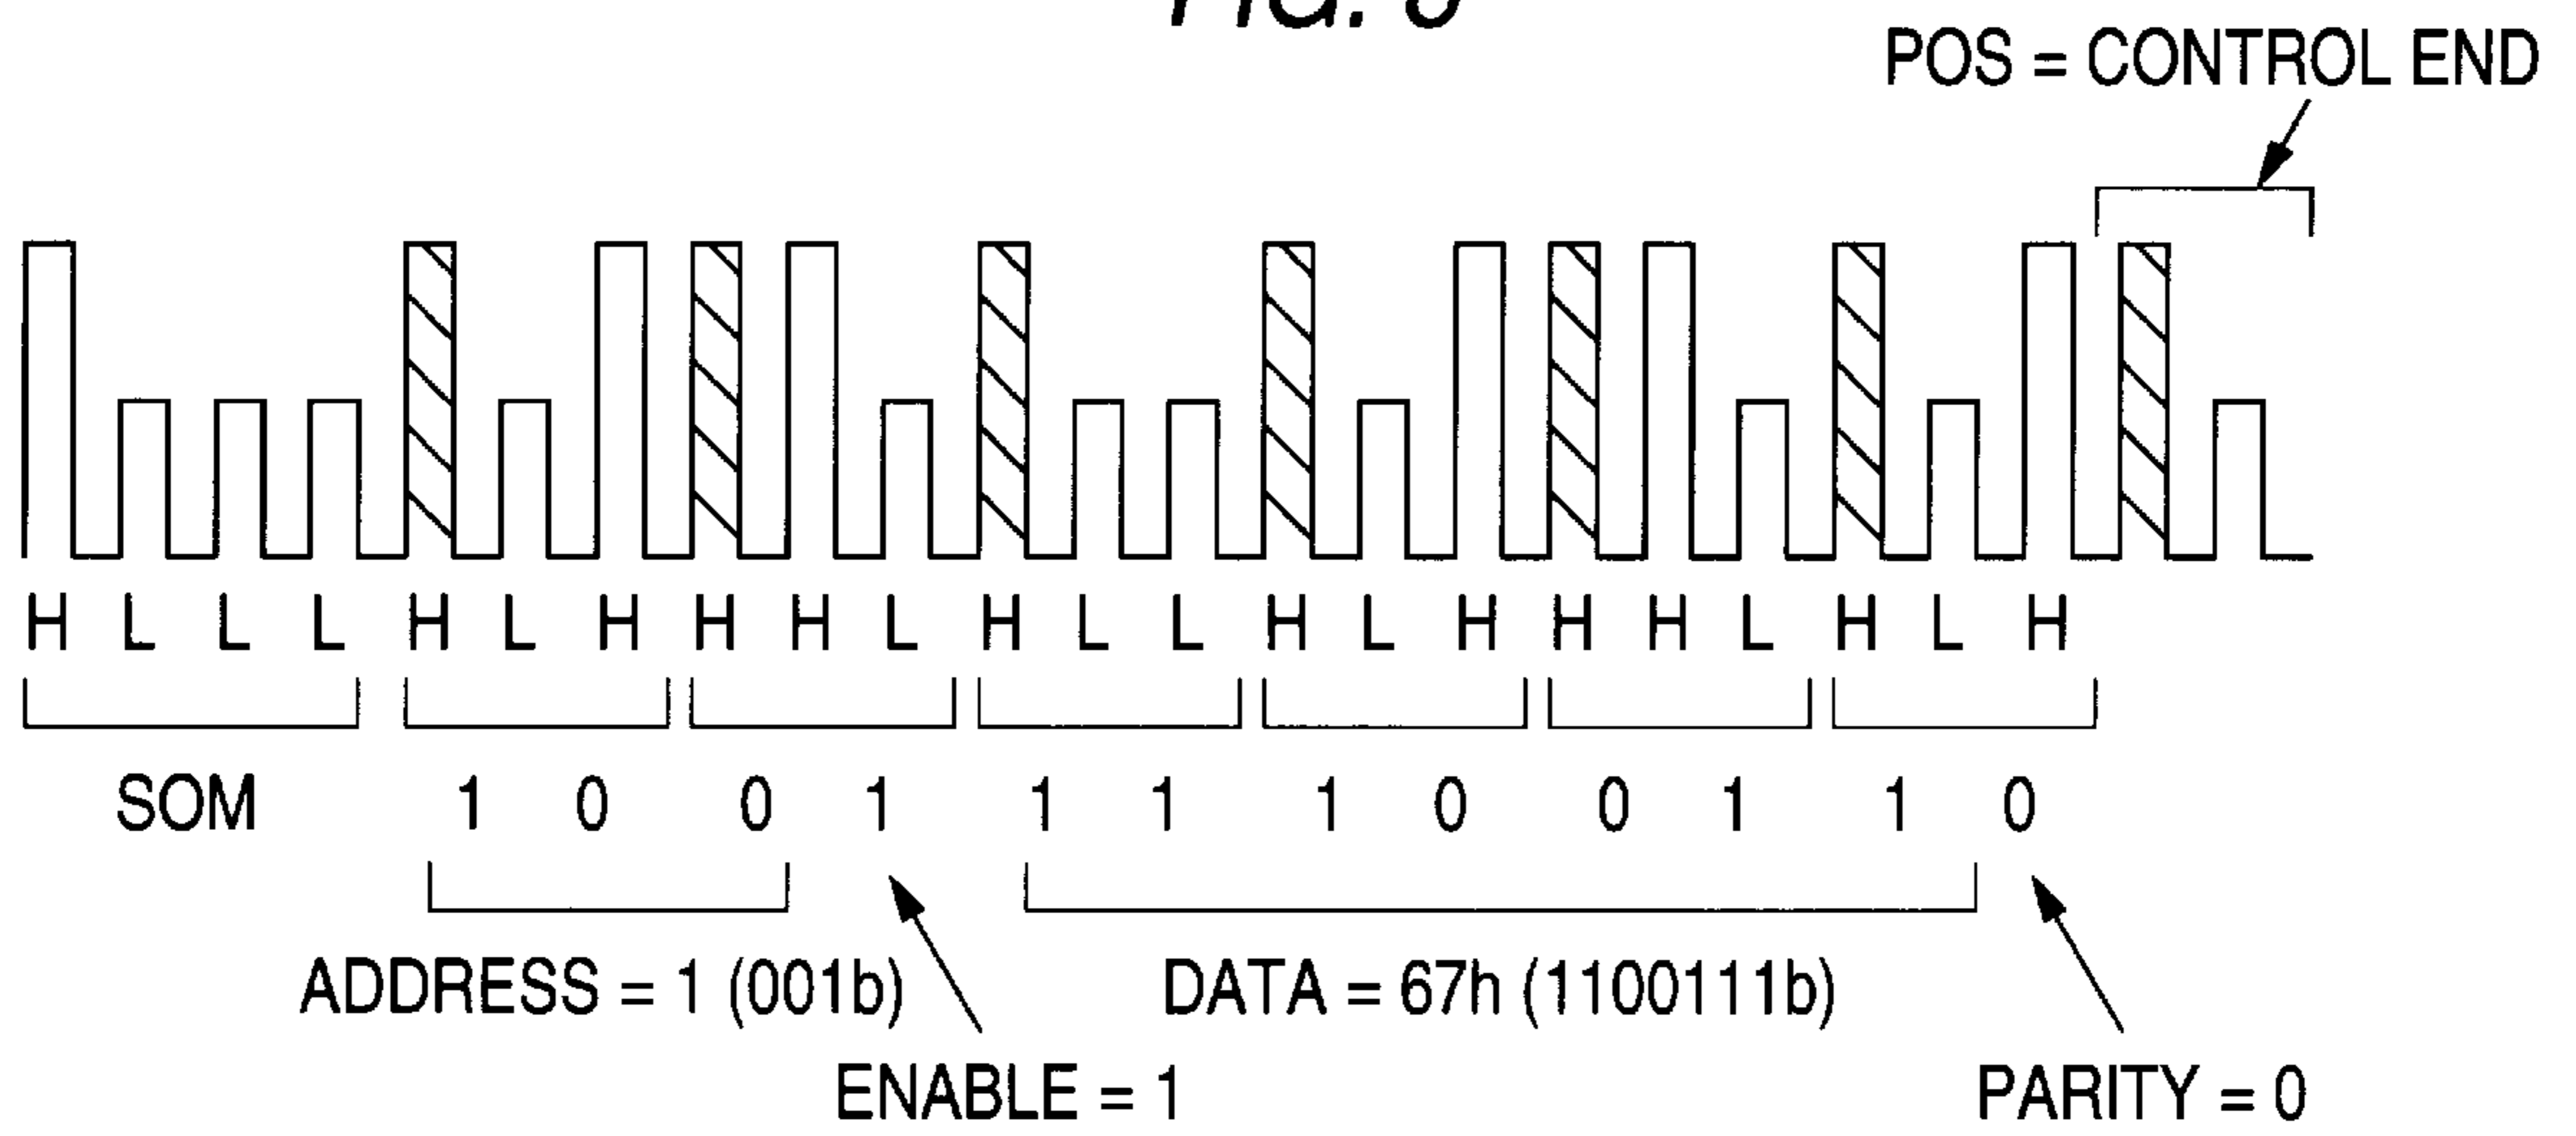 POS = CONTROL END
H L L L H L H H H L H L L H L H H H L H L H
SOM 1 0 0 1 1 1 1 0 0 1 1 0
ADDRESS = 1 (001b) DATA = 67h (1100111b)
ENABLE = 1 PARITY = 0